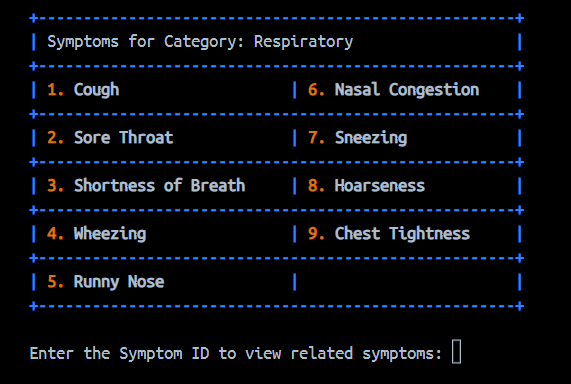 Symptoms for Category: Respiratory
1. Cough | 6. Nasal Congestion
2. Sore Throat | 7. Sneezing
3. Shortness of Breath | 8. Hoarseness
4. Wheezing | 9. Chest Tightness
5. Runny Nose
Enter the Symptom ID to view related symptoms: